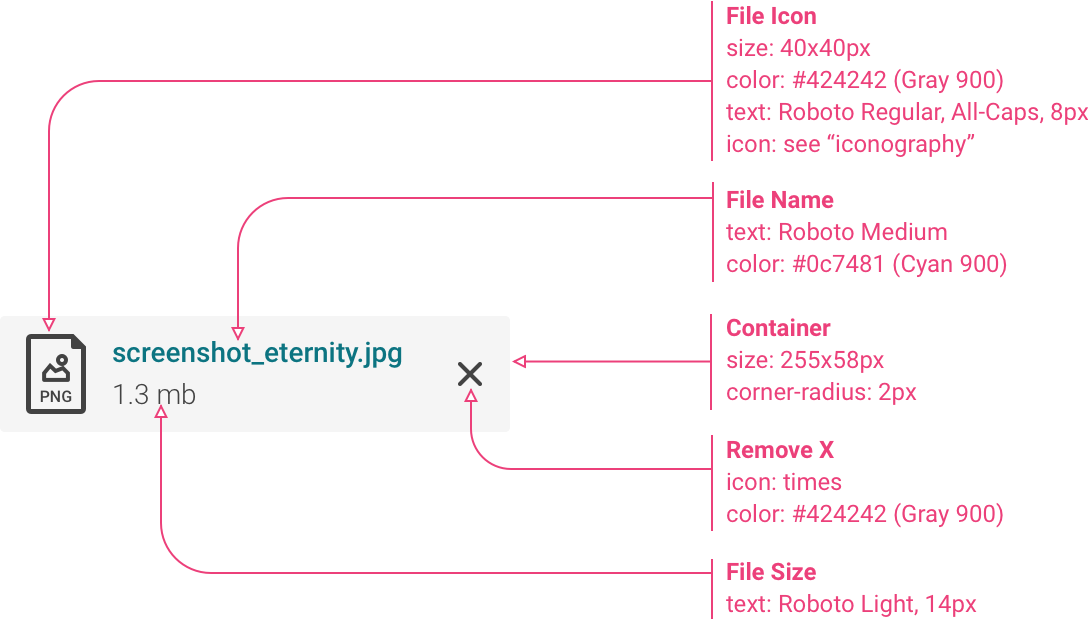 File Icon
size: 40x40px
color: #424242 (Gray 900)
text: Roboto Regular, All-Caps, 8px
icon: see “iconography”
File Name
text: Roboto Medium
color: #0c7481 (Cyan 900)
Container
size: 255x58px
corner-radius: 2px
Remove X
icon: times
color: #424242 (Gray 900)
File Size
text: Roboto Light, 14px
PNG
screenshot_eternity.jpg
1.3 mb